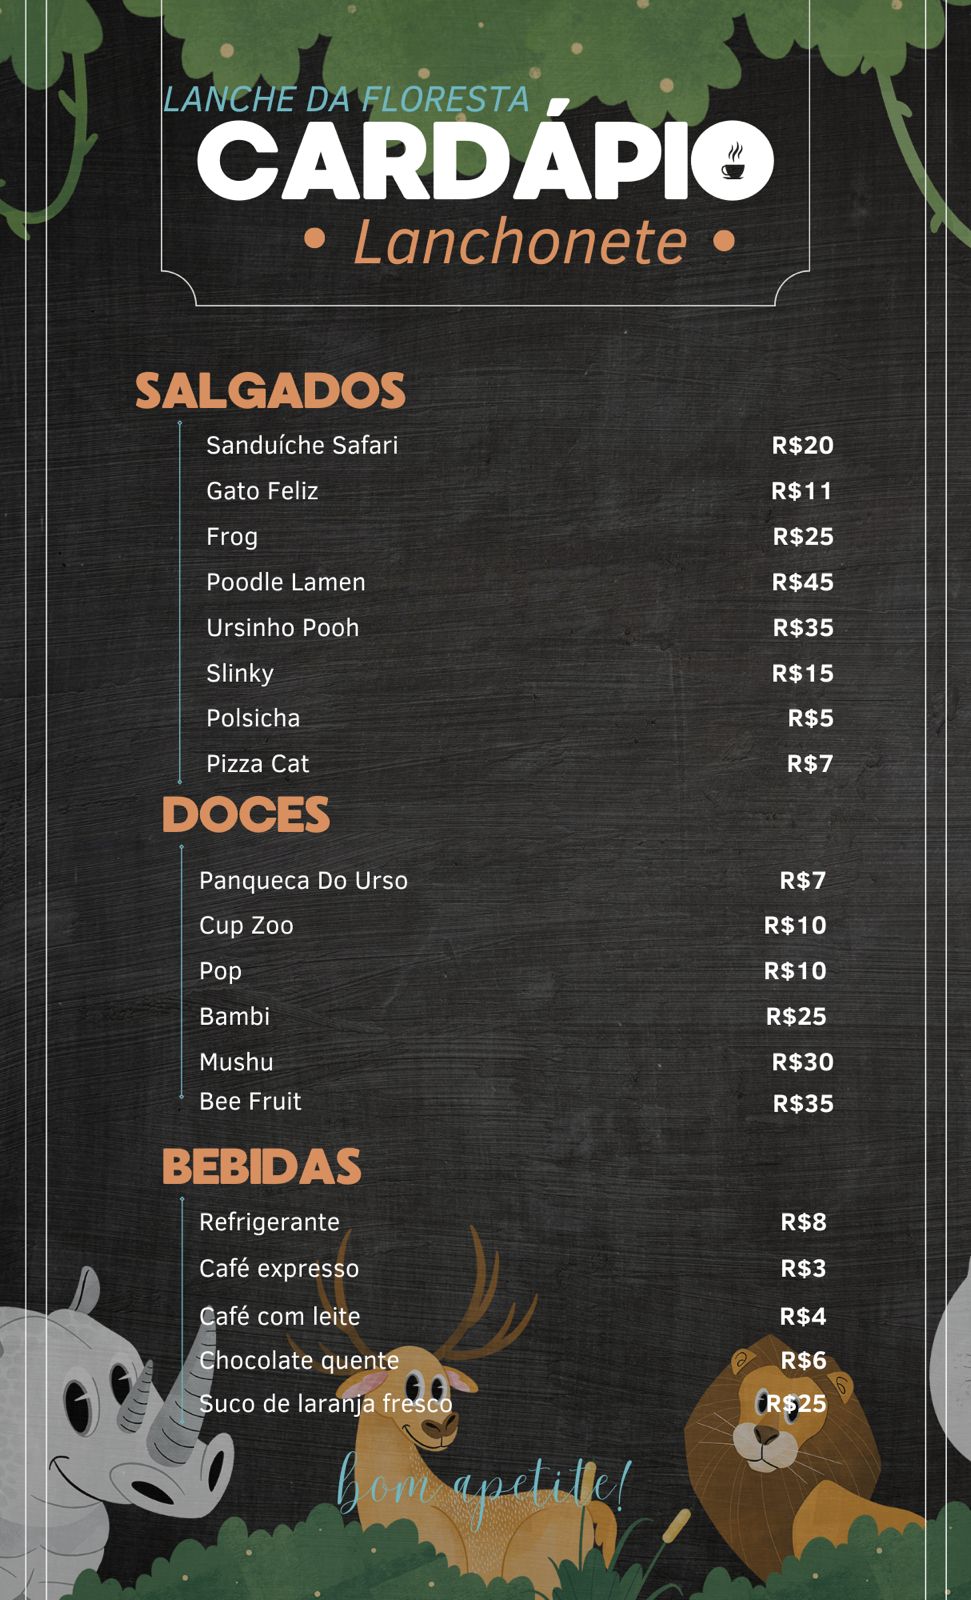 LANCHE DA FLORESTA
CARDÁPIO
• Lanchonete •
SALGADOS
Sanduíche Safari R$20
Gato Feliz R$11
Frog R$25
Poodle Lamen R$45
Ursinho Pooh R$35
Slinky R$15
Polsicha R$5
Pizza Cat R$7
DOCES
Panqueca Do Urso R$7
Cup Zoo R$10
Pop R$10
Bambi R$25
Mushu R$30
Bee Fruit R$35
BEBIDAS
Refrigerante R$8
Café expresso R$3
Café com leite R$4
Chocolate quente R$6
Suco de laranja fresco R$25
bom apetite!